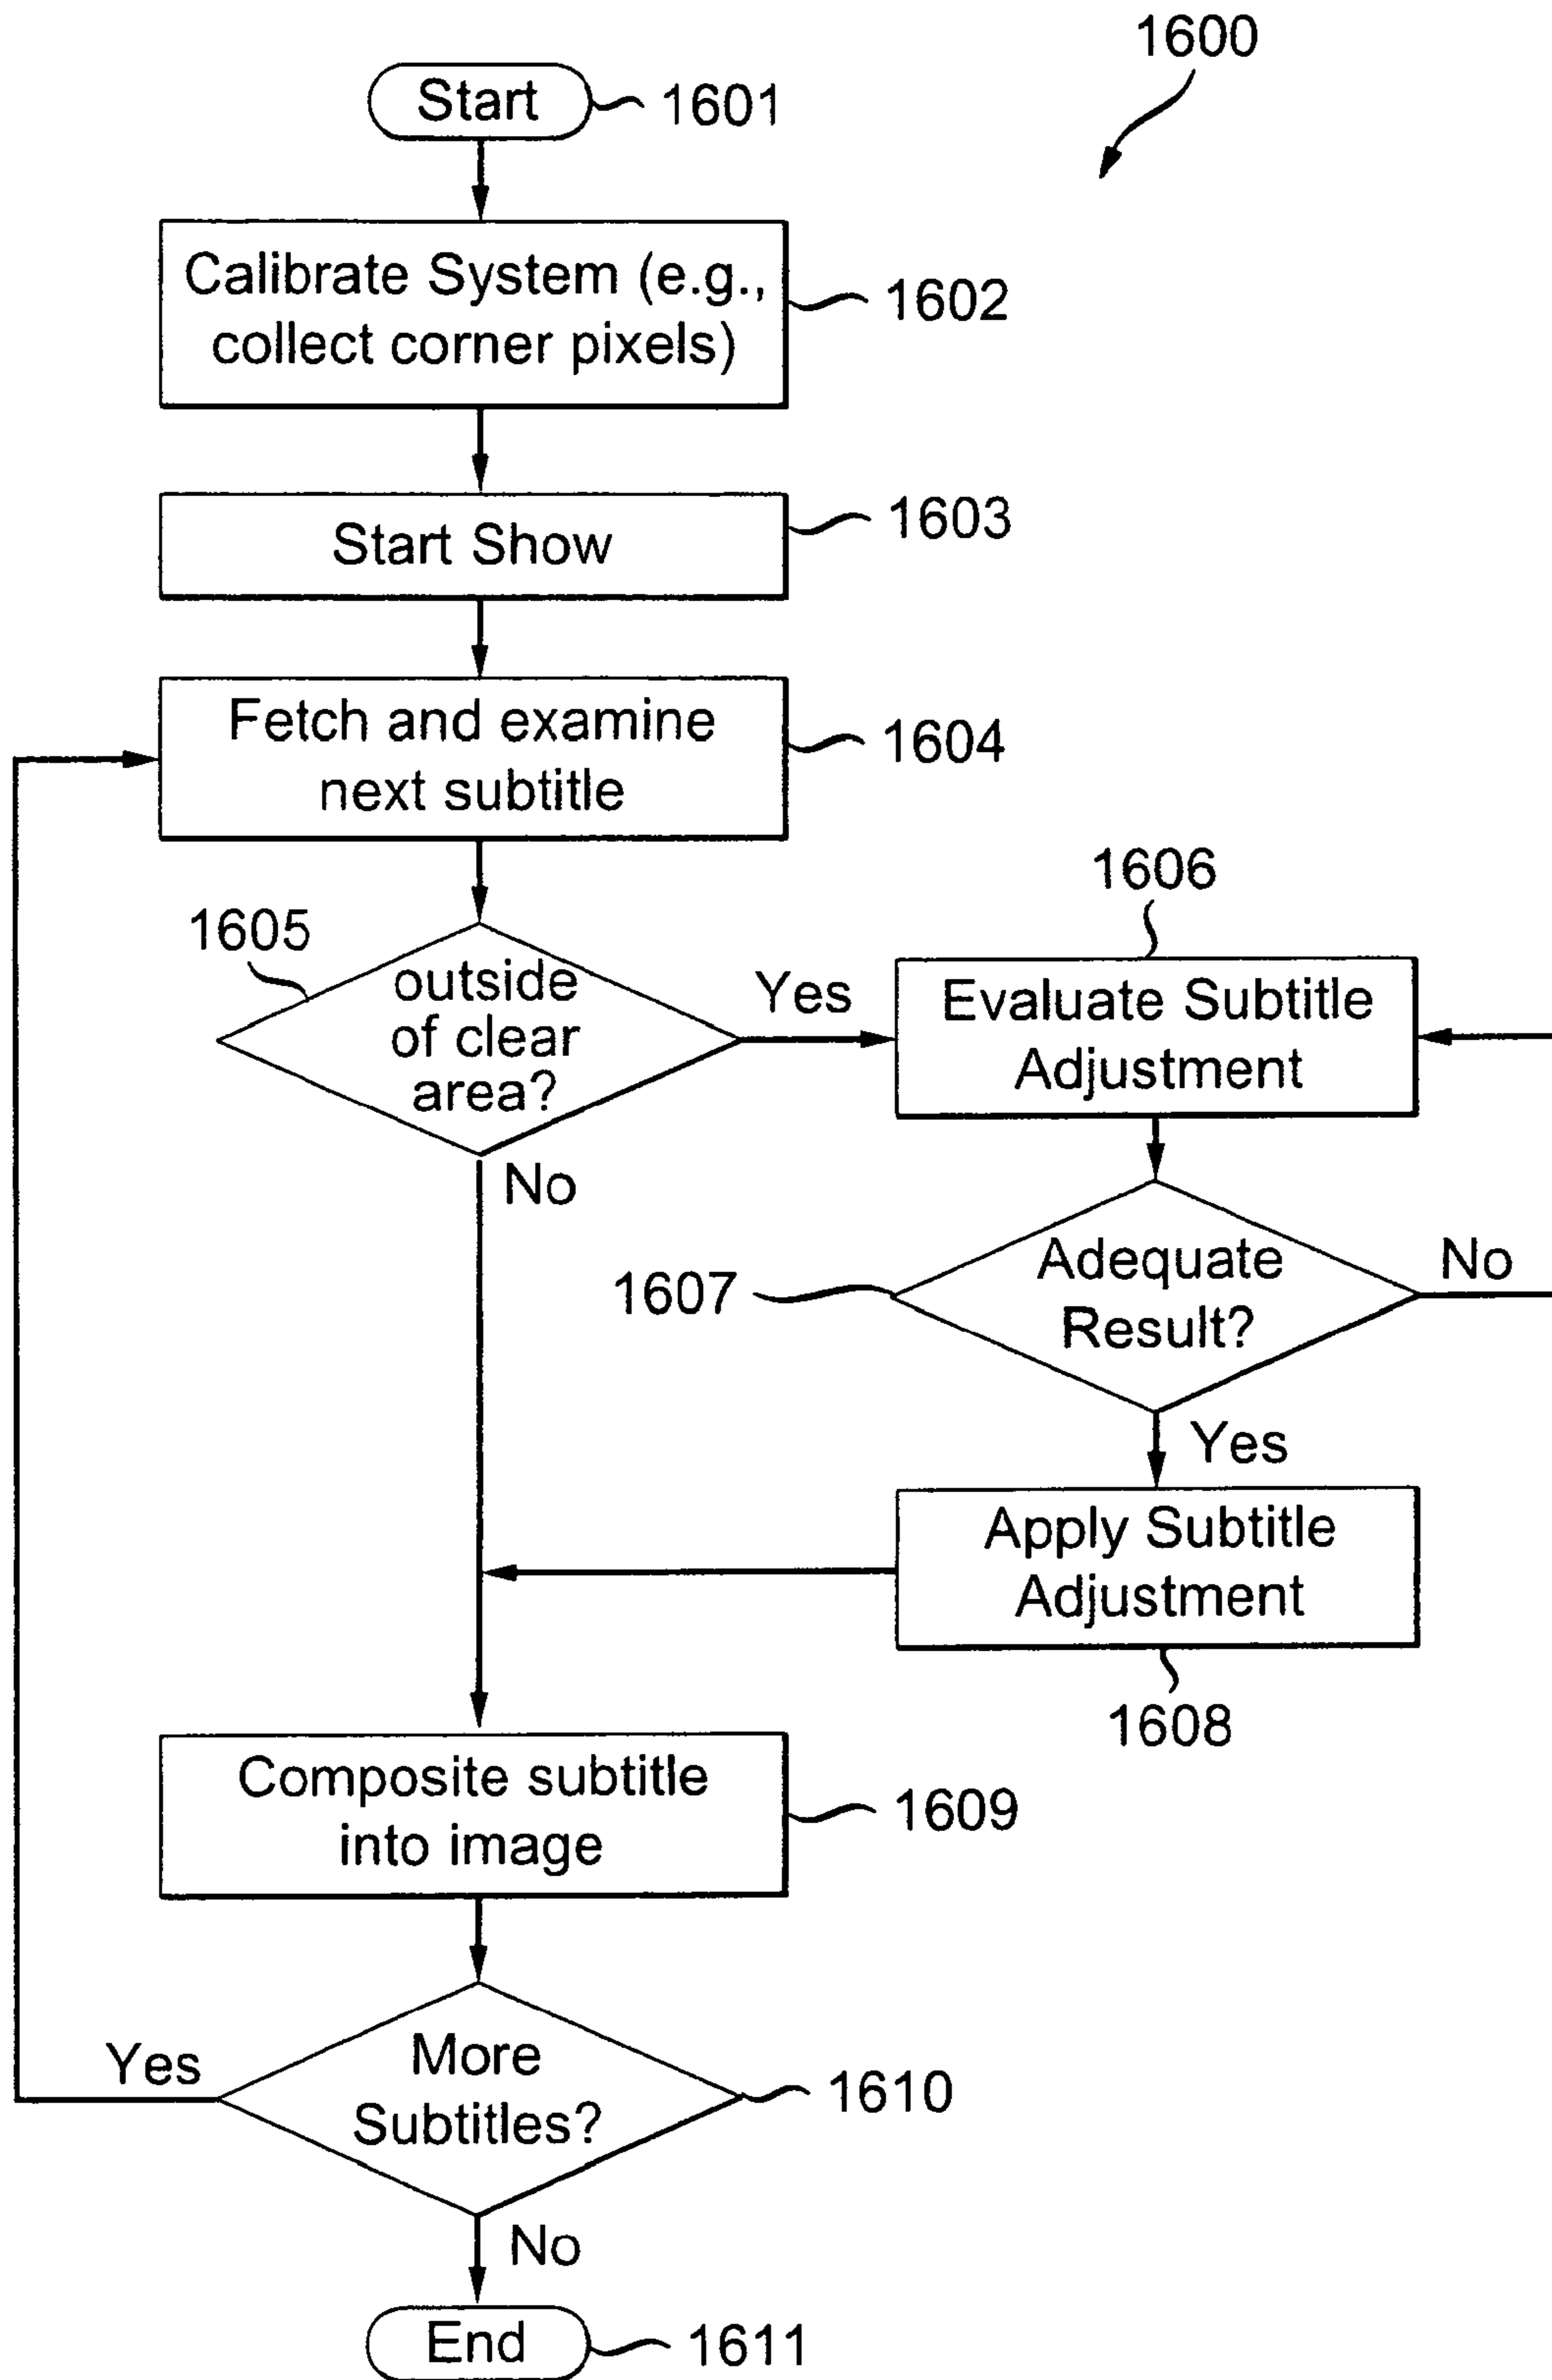 1600
Start
1601
Calibrate System (e.g.,
collect corner pixels)
1602
Start Show
1603
Fetch and examine
next subtitle
1604
1605
outside
of clear
area?
Yes
No
1606
Evaluate Subtitle
Adjustment
1607
Adequate
Result?
No
Yes
Apply Subtitle
Adjustment
1608
Composite subtitle
into image
1609
More
Subtitles?
1610
Yes
No
End
1611